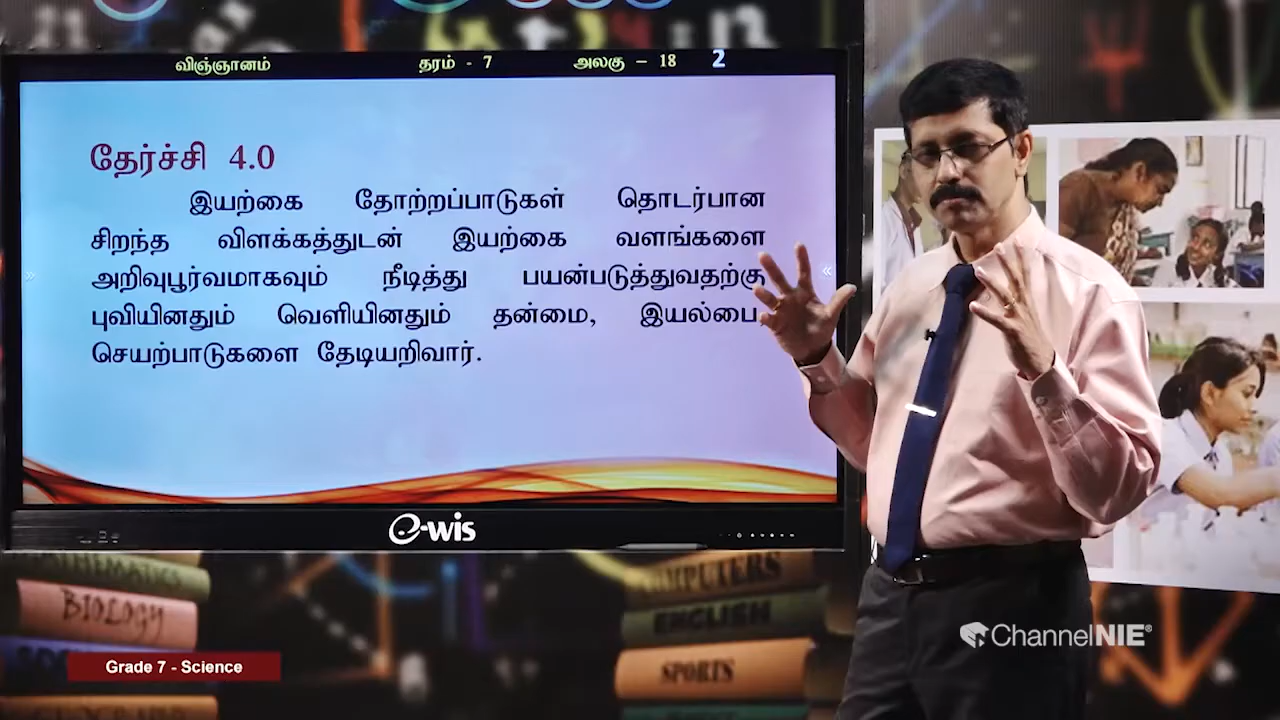 விஞ்ஞானம் தரம் - 7 அலகு – 18 2
தேர்ச்சி 4.0
இயற்கை தோற்றப்பாடுகள் தொடர்பான
சிறந்த விளக்கத்துடன் இயற்கை வளங்களை
அறிவுபூர்வமாகவும் நீடித்து பயன்படுத்துவதற்கு
புவியினதும் வெளியினதும் தன்மை, இயல்பை
செயற்பாடுகளை தேடியறிவார்.
e-wis
MATHEMATICS
BIOLOGY
COMPUTERS
ENGLISH
SPORTS
Grade 7 - Science
ChannelNIE®